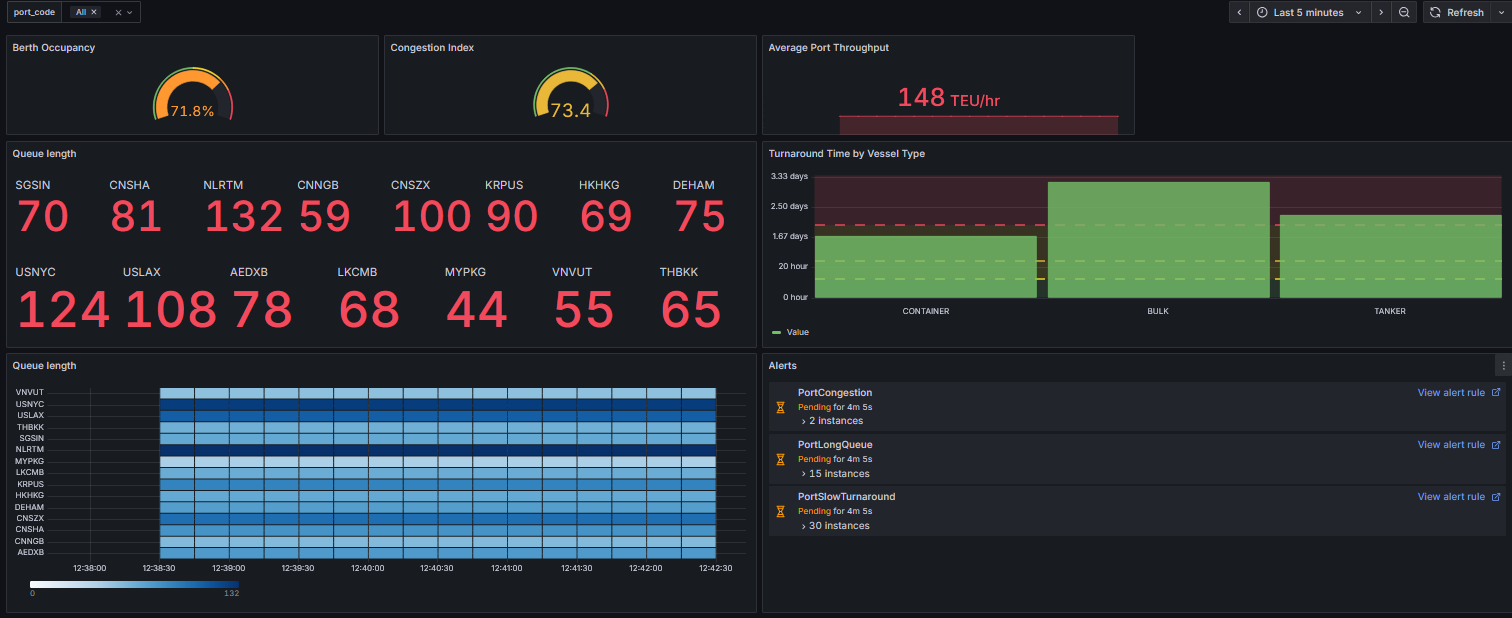 port_code All × × Last 5 minutes Refresh
Berth Occupancy
71.8%
Congestion Index
73.4
Average Port Throughput
148 TEU/hr
Queue length
SGSIN CNSHA NLRTM CNNGB CNSZX KRPUS HKHKG DEHAM
70 81 132 59 100 90 69 75
USNYC USLAX AEDXB LKCMB MYPKG VNVUT THBKK
124 108 78 68 44 55 65
Turnaround Time by Vessel Type
3.33 days
2.50 days
1.67 days
20 hour
0 hour
CONTAINER BULK TANKER
Value
Queue length
VNVUT
USNYC
USLAX
THBKK
SGSIN
NLRTM
MYPKG
LKCMB
KRPUS
HKHKG
DEHAM
CNSZX
CNSHA
CNNGB
AEDXB
12:38:00 12:38:30 12:39:00 12:39:30 12:40:00 12:40:30 12:41:00 12:41:30 12:42:00 12:42:30
0 132
Alerts
PortCongestion View alert rule
Pending for 4m 5s
2 instances
PortLongQueue View alert rule
Pending for 4m 5s
15 instances
PortSlowTurnaround View alert rule
Pending for 4m 5s
30 instances